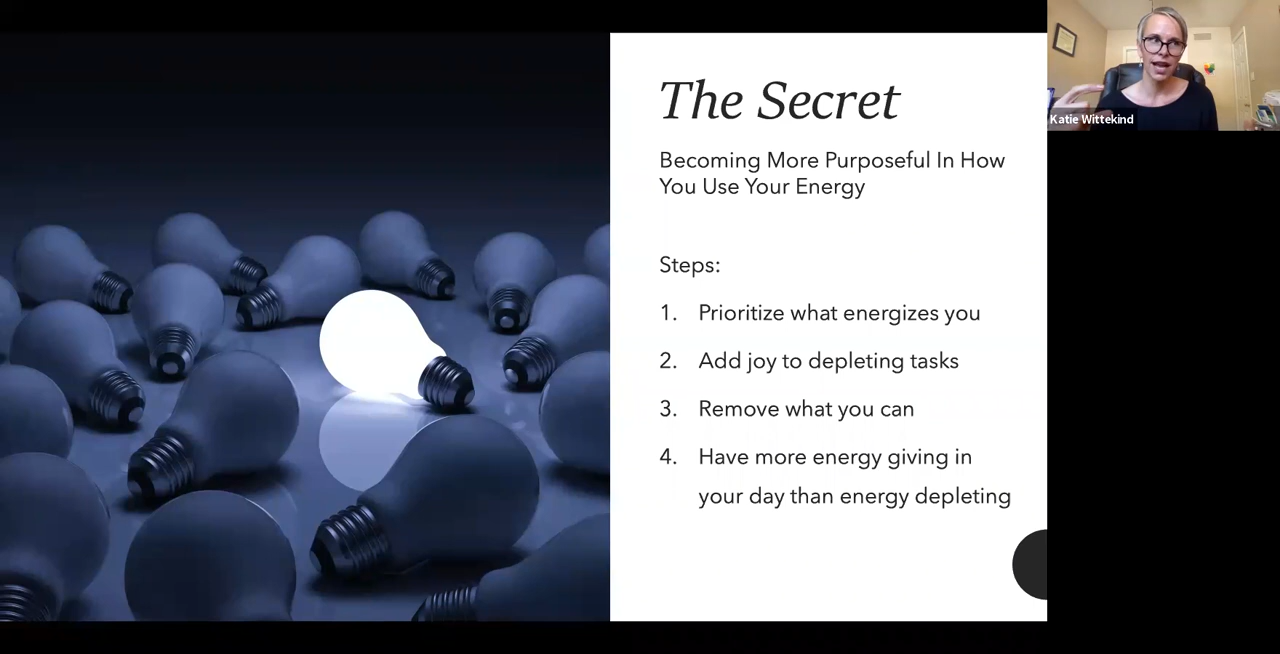 The Secret
Becoming More Purposeful In How
You Use Your Energy
Steps:
1. Prioritize what energizes you
2. Add joy to depleting tasks
3. Remove what you can
4. Have more energy giving in
your day than energy depleting
Katie Wittekind